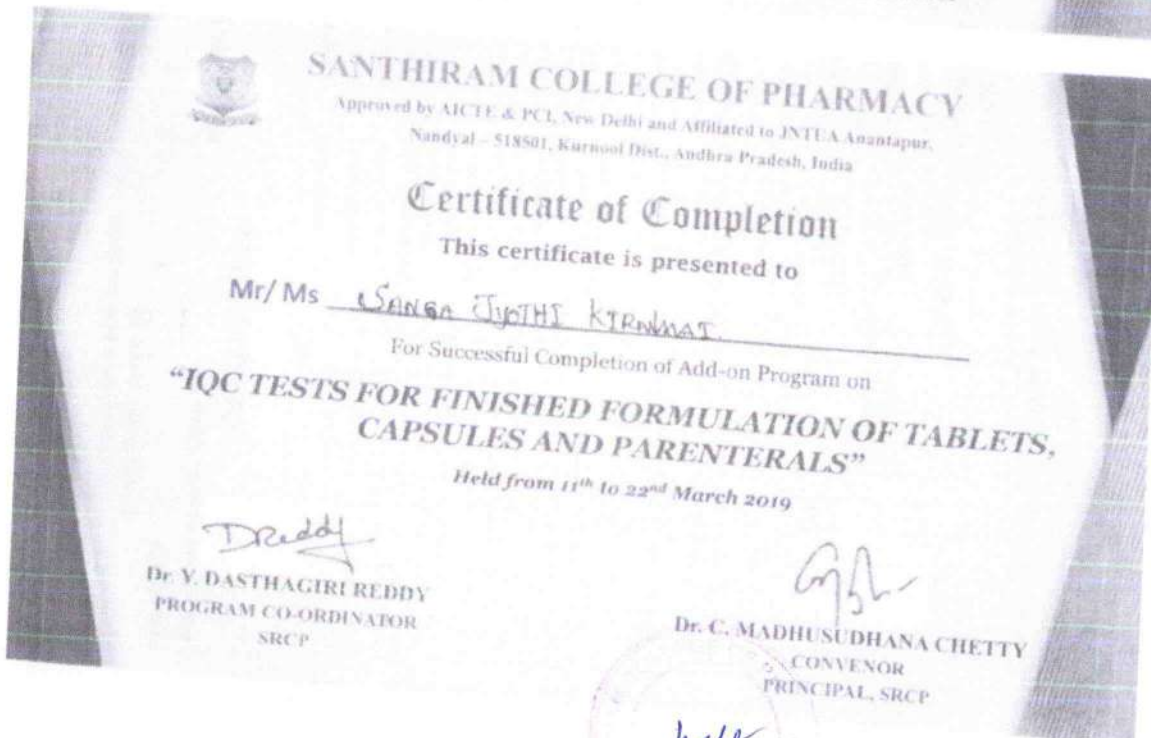 SANTHIRAM COLLEGE OF PHARMACY
Approved by AICTE & PCI, New Delhi and Affiliated to JNTUA Anantapur,
Nandyal – 518501, Kurnool Dist., Andhra Pradesh, India
Certificate of Completion
This certificate is presented to
Mr/ Ms SANGA JYOTHI KIRNMAI.
For Successful Completion of Add-on Program on
“IQC TESTS FOR FINISHED FORMULATION OF TABLETS,
CAPSULES AND PARENTERALS”
Held from 11th to 22nd March 2019
DReddy
Dr. Y. DASTHAGIRI REDDY
PROGRAM CO-ORDINATOR
SRCP
Dr. C. MADHUSUDHANA CHETTY
CONVENOR
PRINCIPAL, SRCP